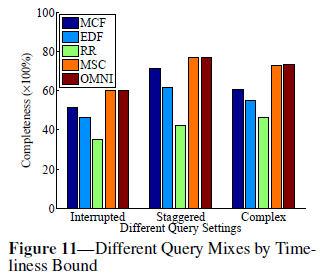 100
80
60
40
20
0
Completeness (×100%)
MCF
EDF
RR
MSC
OMNI
Interrupted Staggered Complex
Different Query Settings
Figure 11—Different Query Mixes by Time-
liness Bound